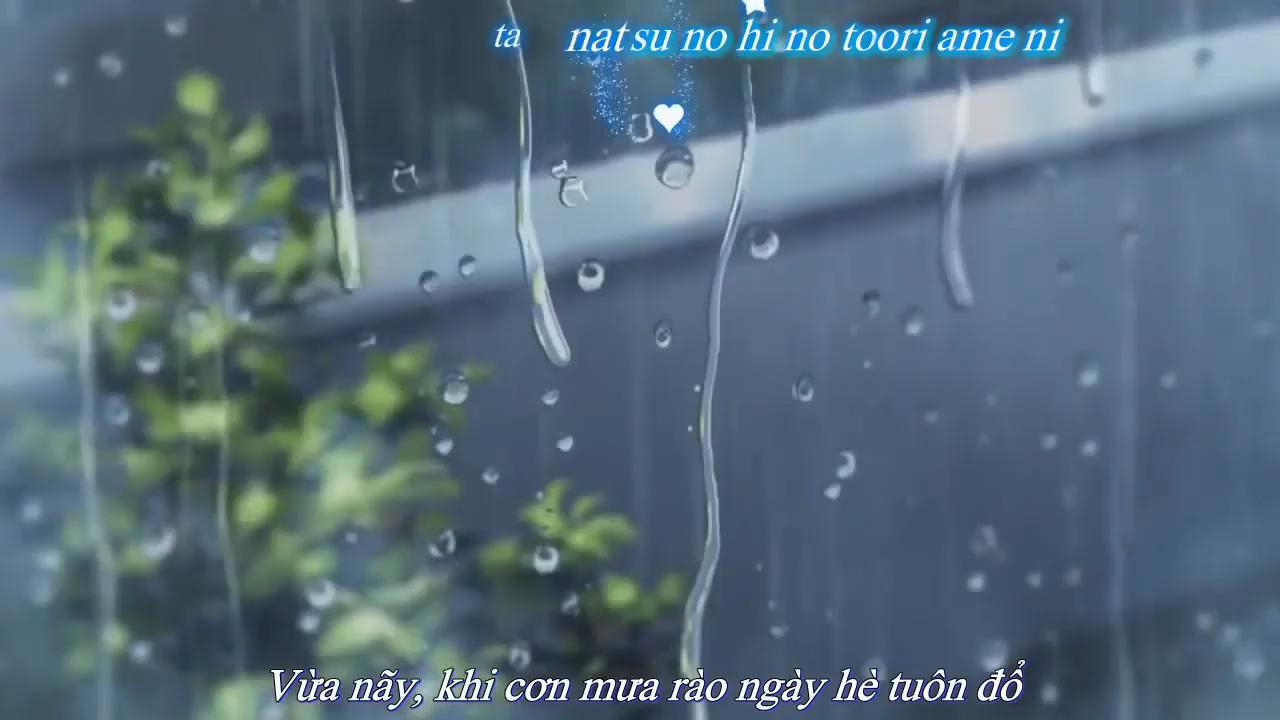 ta natsu no hi no toori ame ni
Vừa nãy, khi cơn mưa rào ngày hè tuôn đổ